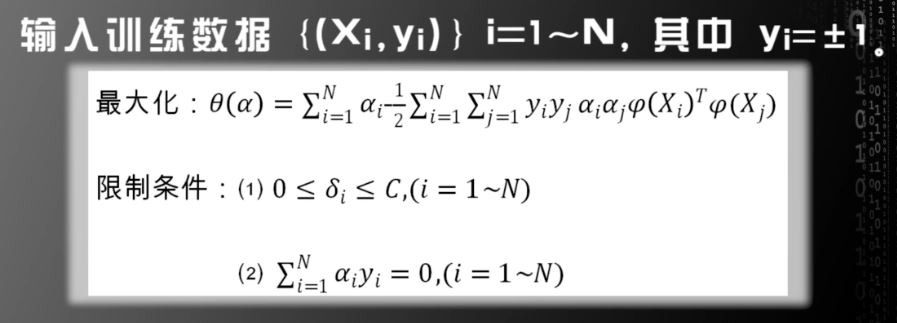 输入训练数据 {(Xi,yi)} i=1~N, 其中 yi=±1。
最大化：θ(α) = ∑_{i=1}^{N} α_i-\frac{1}{2}∑_{i=1}^{N} ∑_{j=1}^{N} y_i y_j α_i α_j φ(X_i)^T φ(X_j)
限制条件：(1) 0 ≤ δ_i ≤ C,(i = 1~N)
(2) ∑_{i=1}^{N} α_i y_i = 0,(i = 1~N)